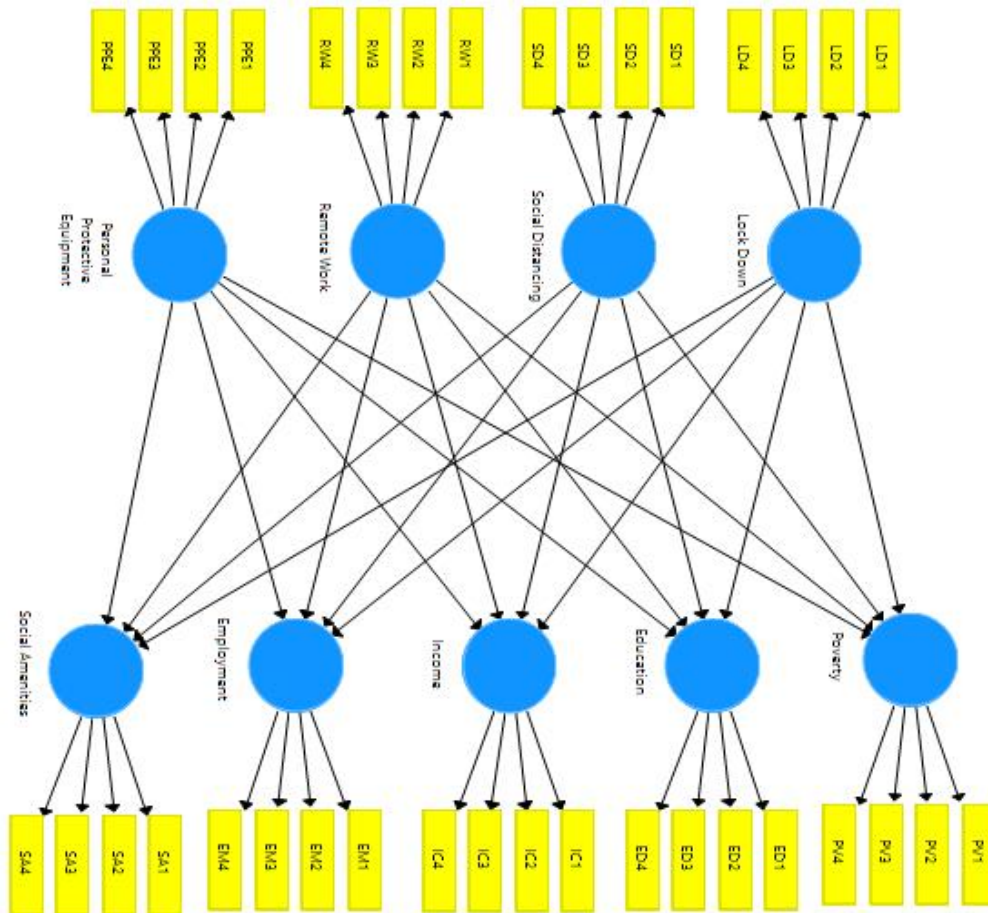 LD1
LD2
LD3
LD4
SD1
SD2
SD3
SD4
RW1
RW2
RW3
RW4
PPE1
PPE2
PPE3
PPE4
Lock Down
Social Distancing
Remote Work
Personal
Protective
Equipment
Poverty
Education
Income
Employment
Social Amenities
PV1
PV2
PV3
PV4
ED1
ED2
ED3
ED4
IC1
IC2
IC3
IC4
EM1
EM2
EM3
EM4
SA1
SA2
SA3
SA4